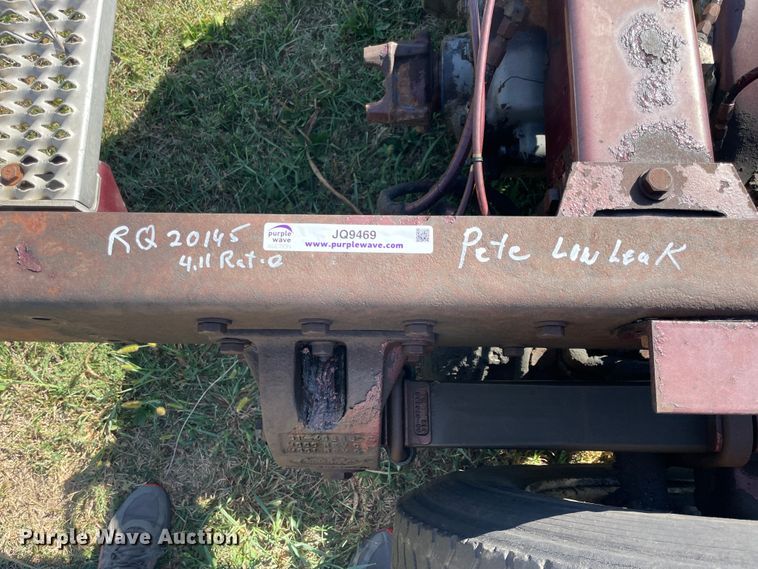 RQ 20145
4.11 Ratio
purple wave
JQ9469
www.purplewave.com
Pete Low Leak
Purple Wave Auction